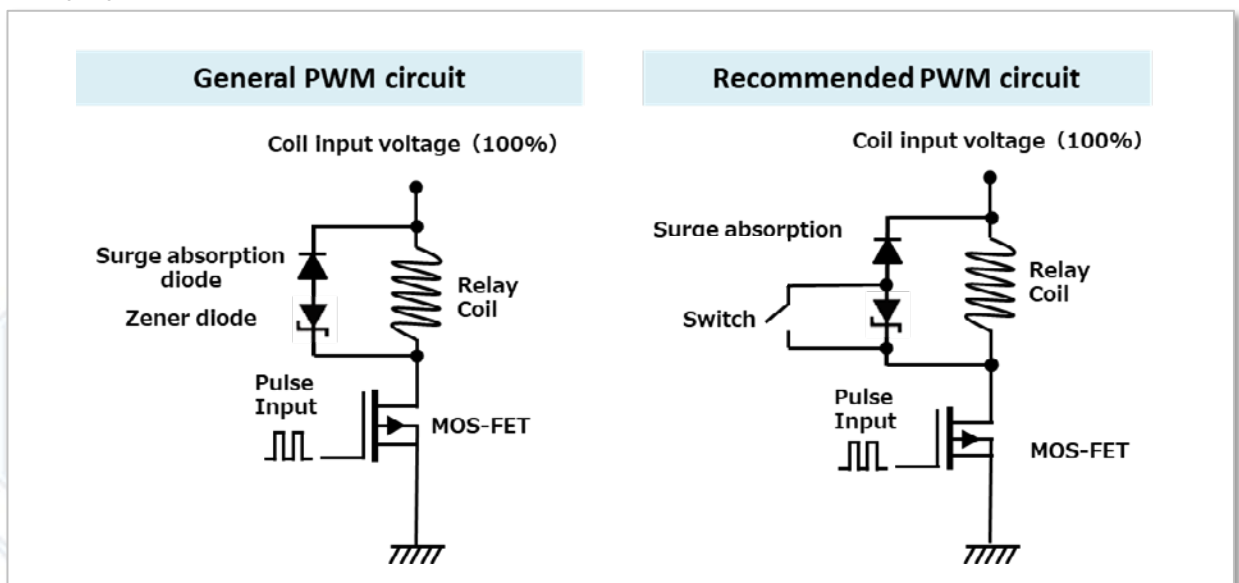 General PWM circuit
Coil Input voltage（100%）
Surge absorption
diode
Zener diode
Relay
Coil
Pulse
Input
MOS-FET
Recommended PWM circuit
Coil input voltage（100%）
Surge absorption
Switch
Relay
Coil
Pulse
Input
MOS-FET